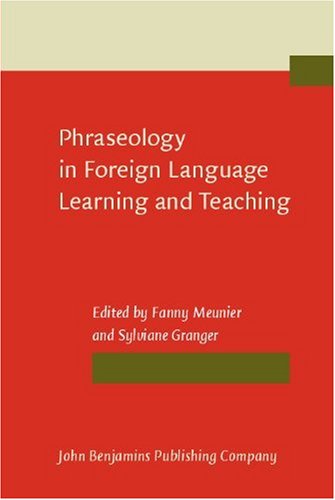 Phraseology
in Foreign Language
Learning and Teaching
Edited by Fanny Meunier
and Sylviane Granger
John Benjamins Publishing Company